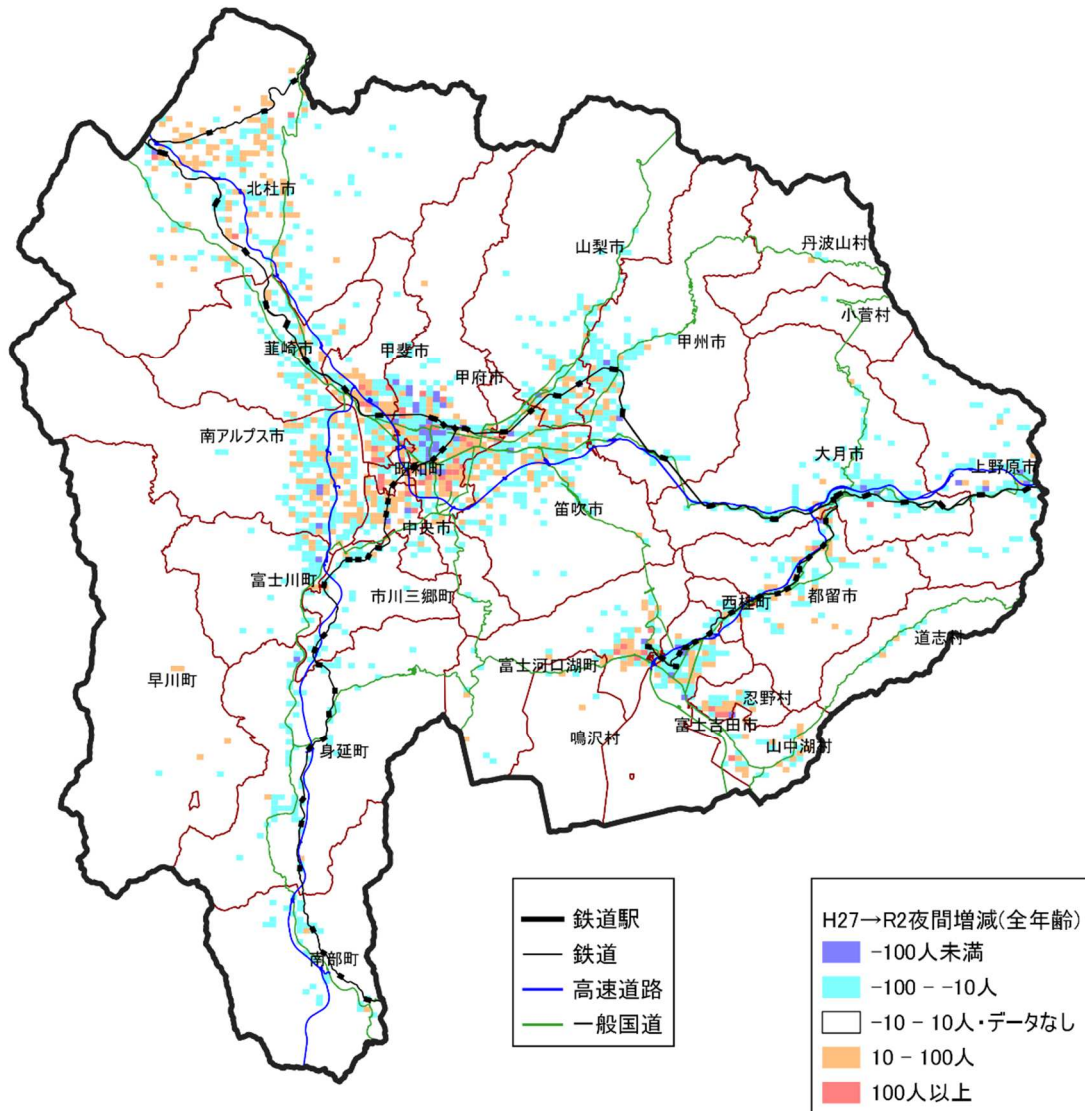 北杜市
山梨市
丹波山村
小菅村
韮崎市
甲斐市
甲府市
甲州市
南アルプス市
昭和町
大月市
上野原市
笛吹市
中央市
富士川町
市川三郷町
西桂町
都留市
道志村
早川町
富士河口湖町
忍野村
富士吉田市
鳴沢村
山中湖村
身延町
南部町
鉄道駅
鉄道
高速道路
一般国道
H27→R2夜間増減(全年齢)
-100人未満
-100 - -10人
-10 - 10人・データなし
10 - 100人
100人以上